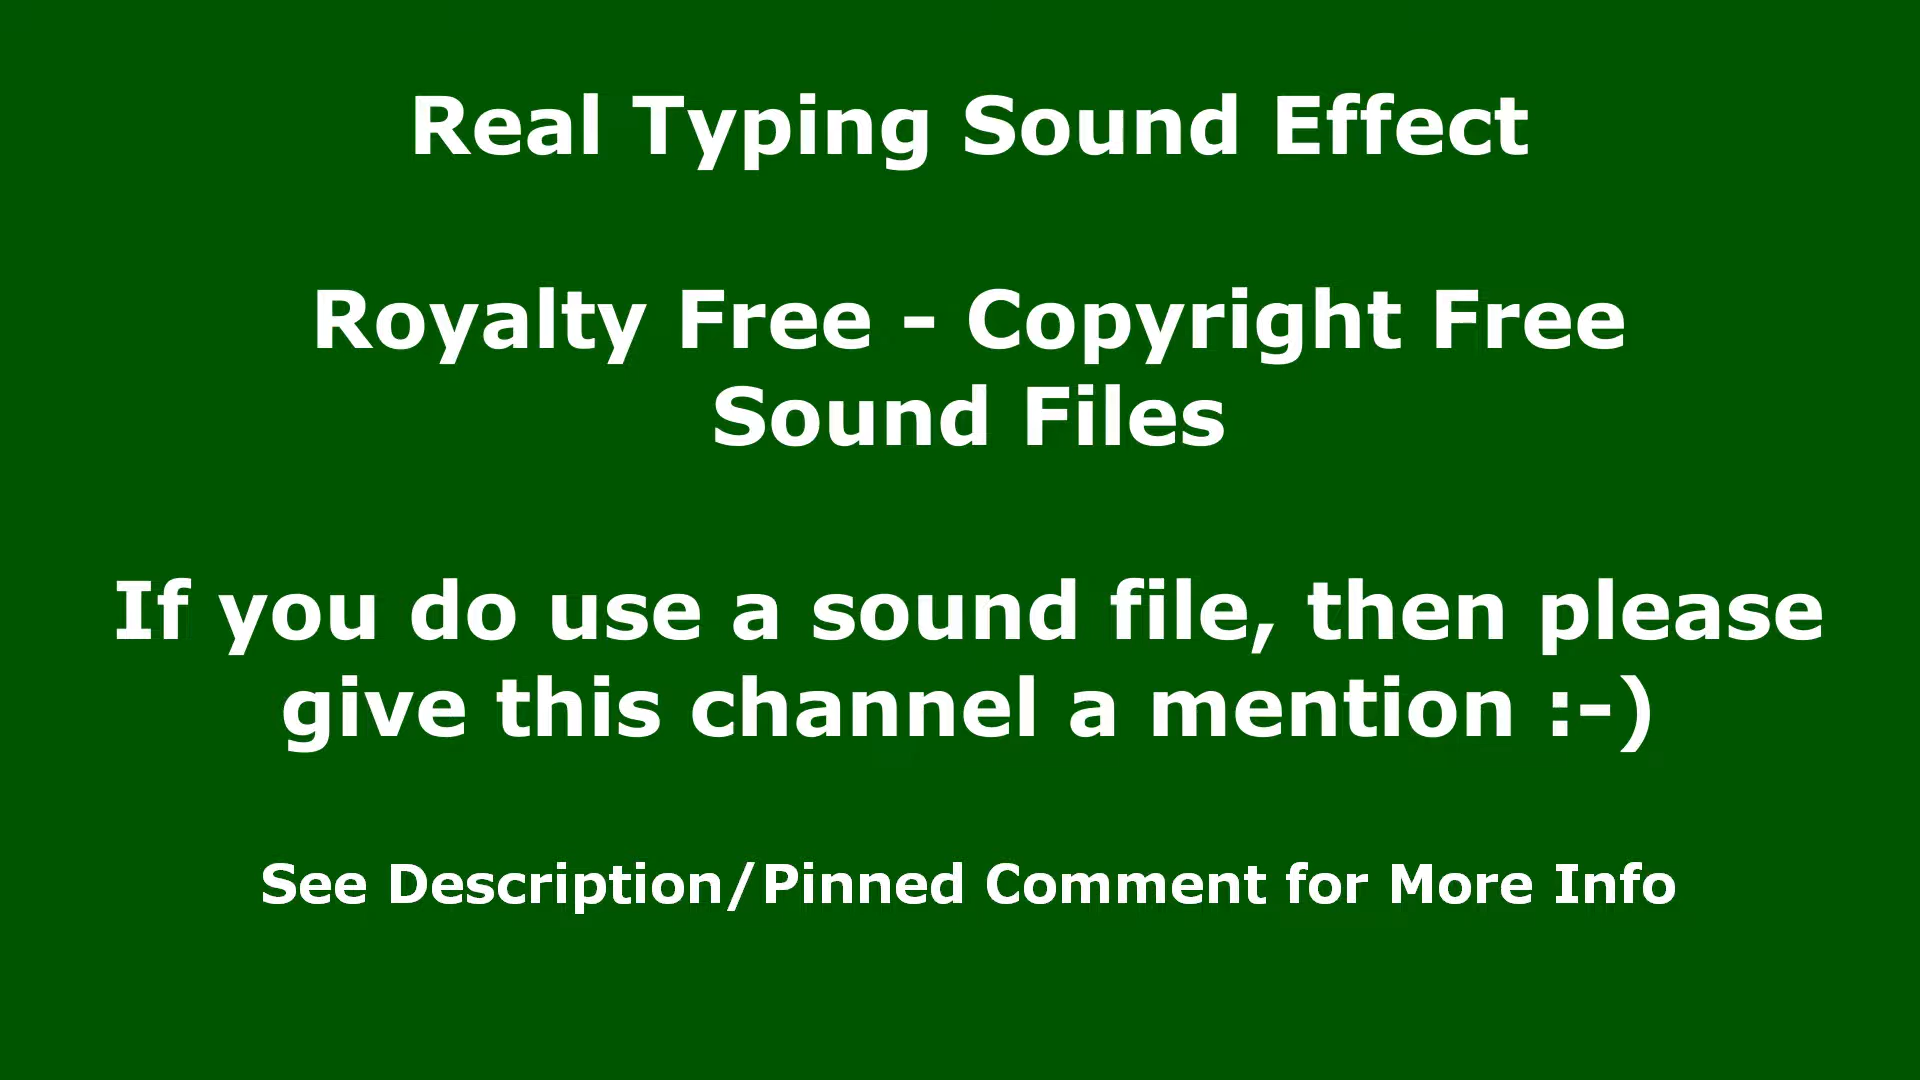 Real Typing Sound Effect
Royalty Free - Copyright Free
Sound Files
If you do use a sound file, then please
give this channel a mention :-)
See Description/Pinned Comment for More Info